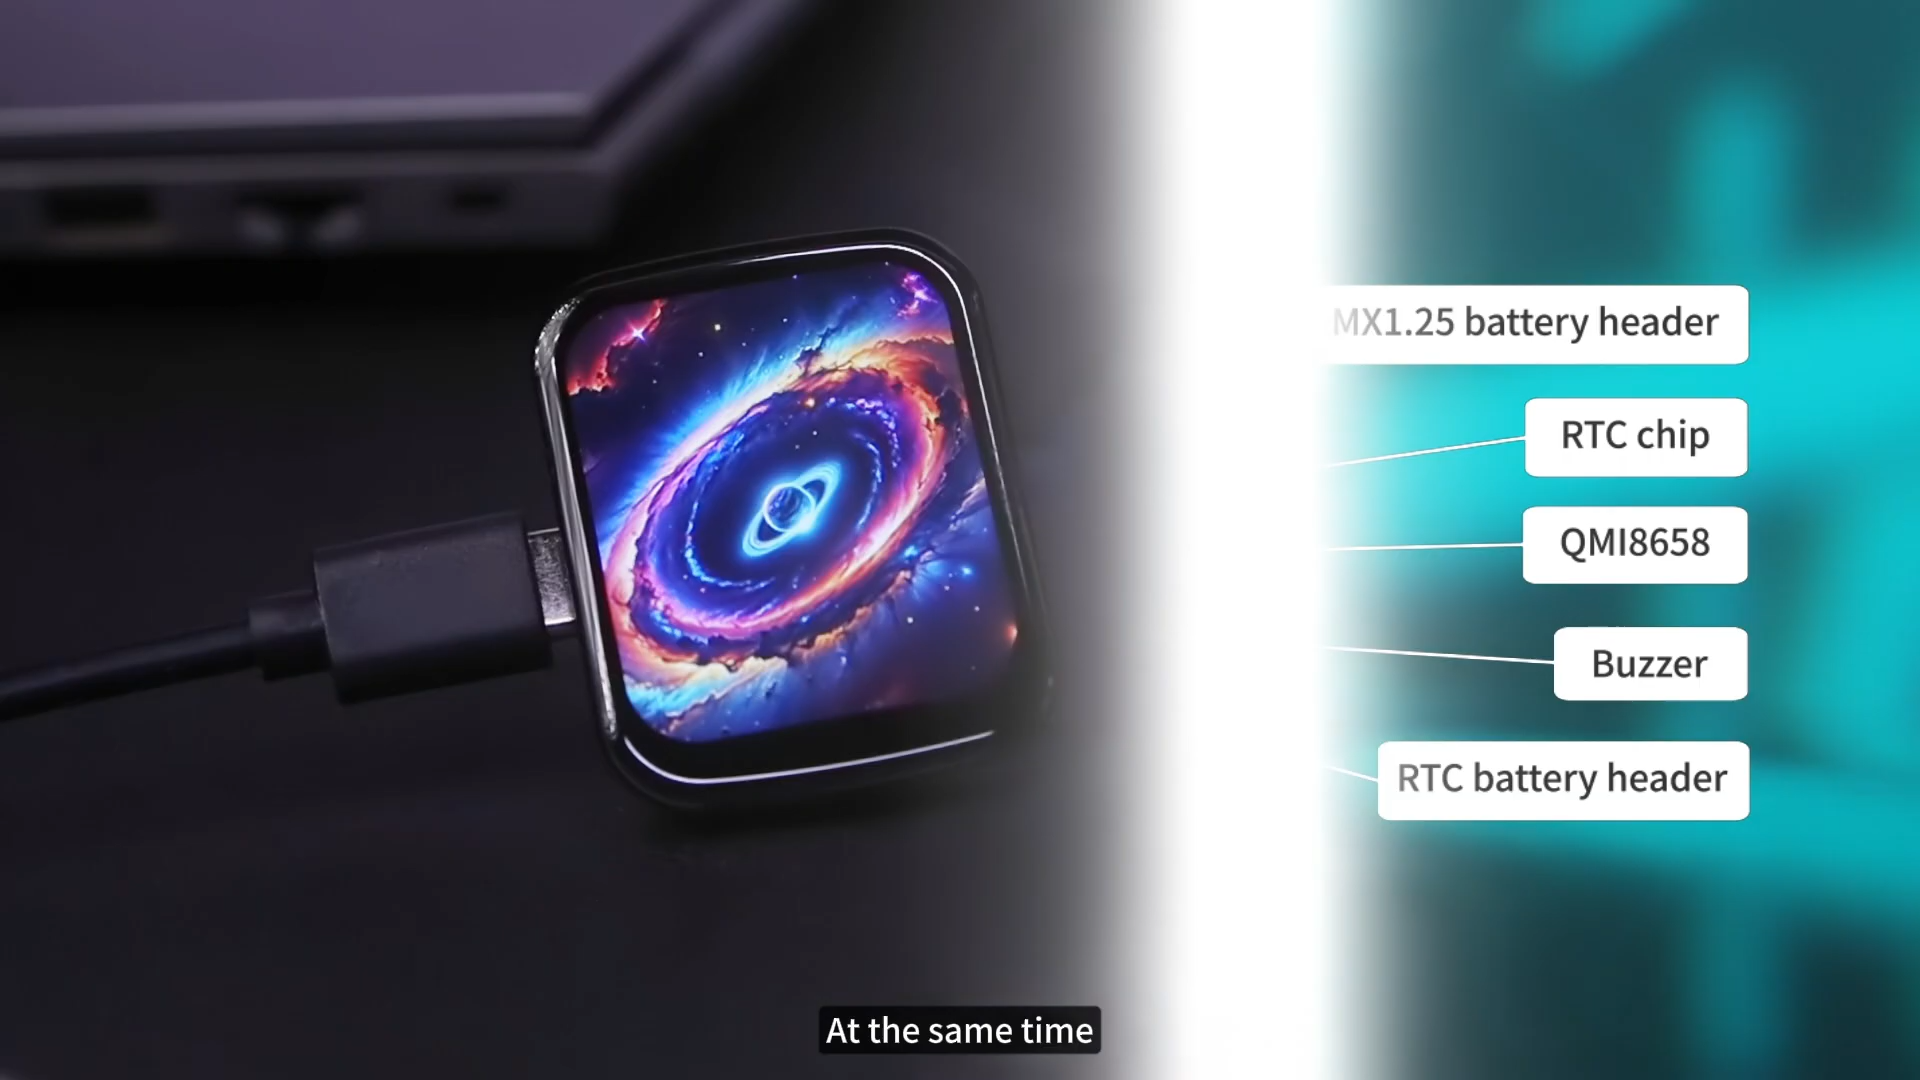 MX1.25 battery header
RTC chip
QMI8658
Buzzer
RTC battery header
At the same time